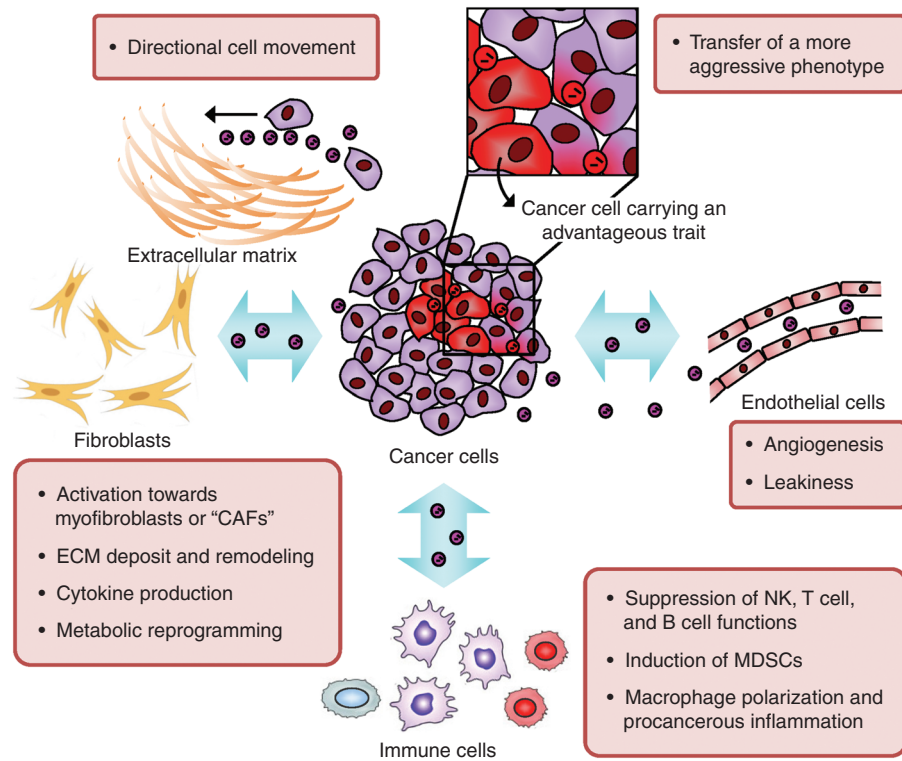 • Directional cell movement
• Transfer of a more
aggressive phenotype
Cancer cell carrying an
advantageous trait
Extracellular matrix
Fibroblasts
Cancer cells
Endothelial cells
• Angiogenesis
• Leakiness
• Activation towards
myofibroblasts or “CAFs”
• ECM deposit and remodeling
• Cytokine production
• Metabolic reprogramming
• Suppression of NK, T cell,
and B cell functions
• Induction of MDSCs
• Macrophage polarization and
procancerous inflammation
Immune cells